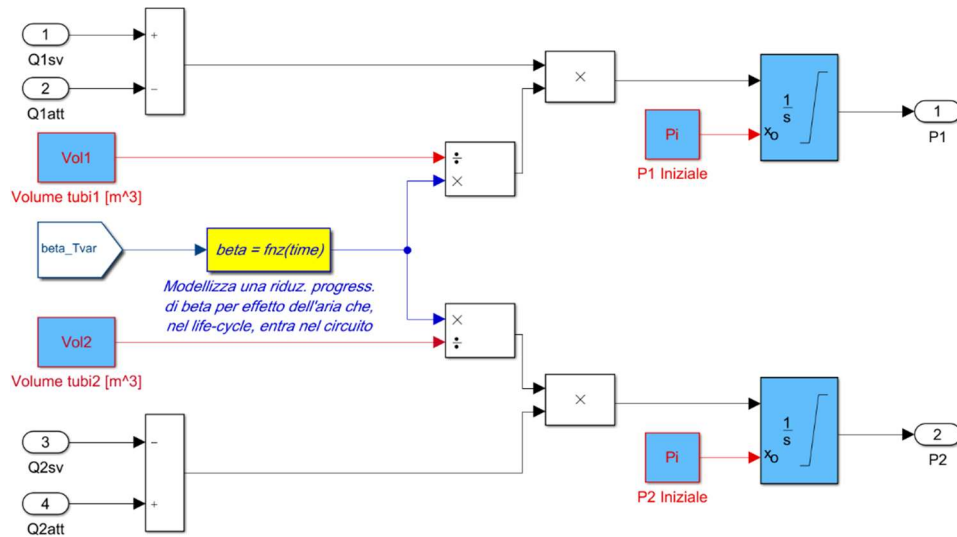 1
Q1sv
2
Q1att
+
−
×
Vol1
Volume tubi1 [m^3]
÷
×
Pi
P1 Iniziale
1
s
xo
1
P1
beta_Tvar
beta = fnz(time)
Modellizza una riduz. progress.
di beta per effetto dell'aria che,
nel life-cycle, entra nel circuito
Vol2
Volume tubi2 [m^3]
×
÷
×
3
Q2sv
4
Q2att
−
+
Pi
P2 Iniziale
1
s
xo
2
P2